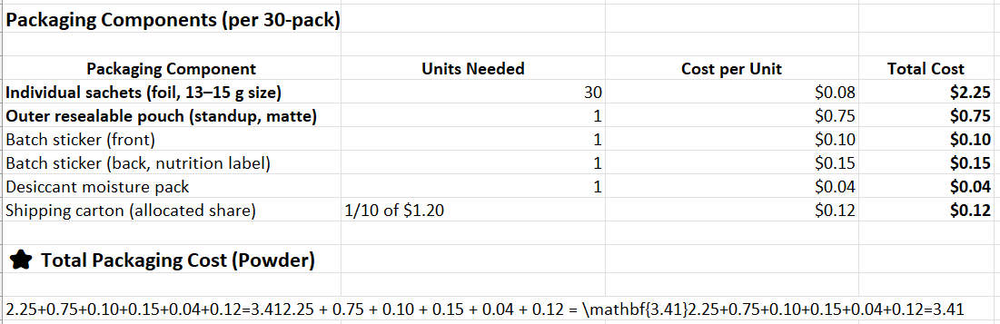 Packaging Components (per 30-pack)
Packaging Component Units Needed Cost per Unit Total Cost
Individual sachets (foil, 13–15 g size) 30 $0.08 $2.25
Outer resealable pouch (standup, matte) 1 $0.75 $0.75
Batch sticker (front) 1 $0.10 $0.10
Batch sticker (back, nutrition label) 1 $0.15 $0.15
Desiccant moisture pack 1 $0.04 $0.04
Shipping carton (allocated share) 1/10 of $1.20 $0.12 $0.12
★ Total Packaging Cost (Powder)
2.25+0.75+0.10+0.15+0.04+0.12=3.412.25 + 0.75 + 0.10 + 0.15 + 0.04 + 0.12 = \mathbf{3.41}2.25+0.75+0.10+0.15+0.04+0.12=3.41